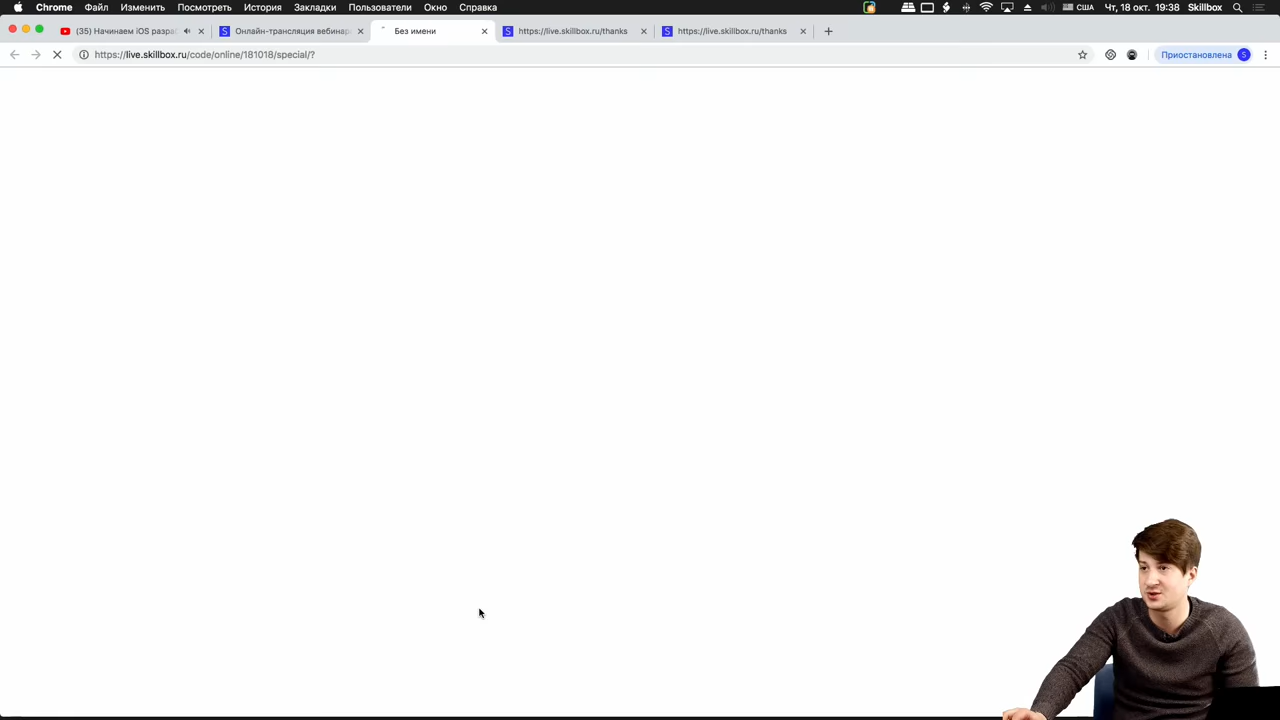 Chrome Файл Изменить Посмотреть История Закладки Пользователи Окно Справка США Чт, 18 окт. 19:38 Skillbox
(35) Начинаем iOS разра Онлайн-трансляция вебинар Без имени https://live.skillbox.ru/thanks https://live.skillbox.ru/thanks
https://live.skillbox.ru/code/online/181018/special/? Приостановлена S